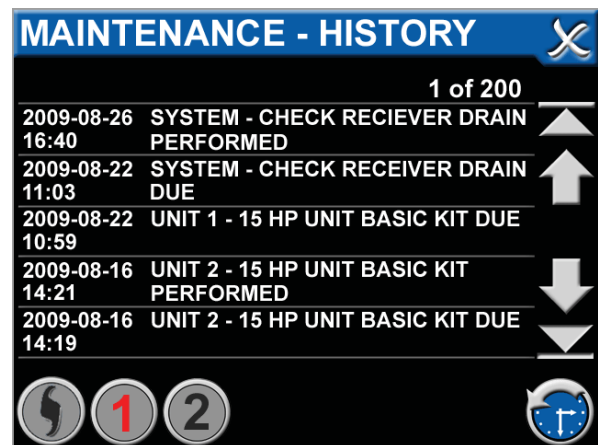 MAINTENANCE - HISTORY
1 of 200
2009-08-26 SYSTEM - CHECK RECIEVER DRAIN
16:40 PERFORMED
2009-08-22 SYSTEM - CHECK RECEIVER DRAIN
11:03 DUE
2009-08-22 UNIT 1 - 15 HP UNIT BASIC KIT DUE
10:59
2009-08-16 UNIT 2 - 15 HP UNIT BASIC KIT
14:21 PERFORMED
2009-08-16 UNIT 2 - 15 HP UNIT BASIC KIT DUE
14:19
1 2